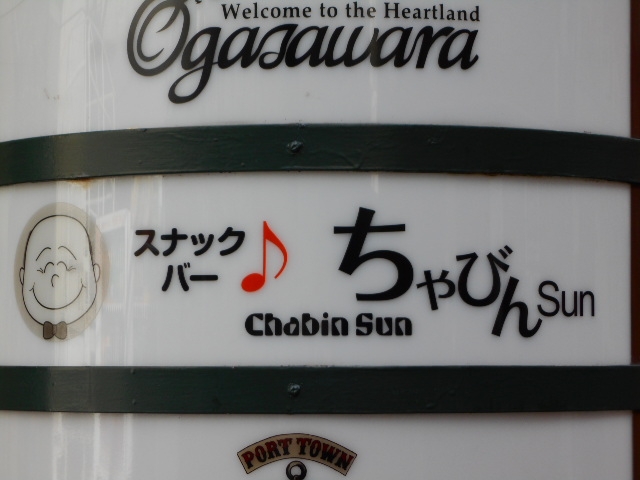 Welcome to the Heartland
Ogasawara
スナック
バー
ちゃびんSun
Chabin Sun
PORT TOWN